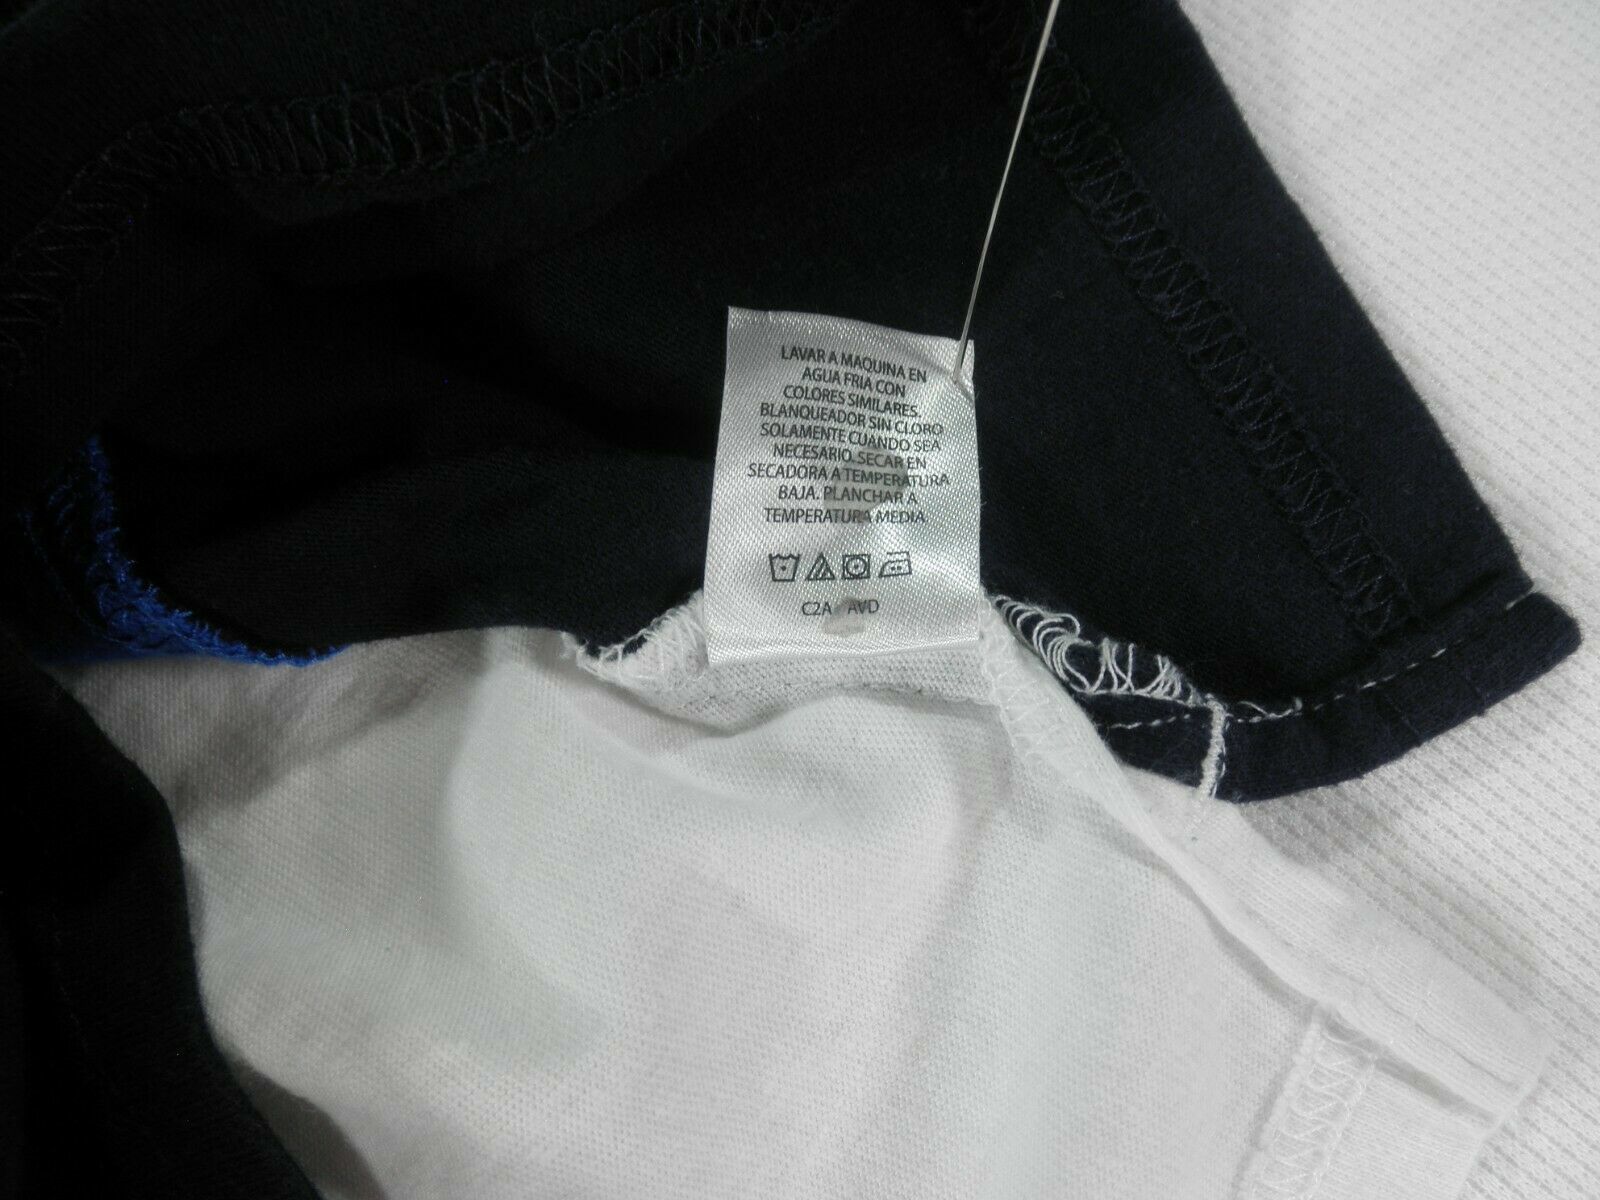 LAVAR A MAQUINA EN
AGUA FRIA CON
COLORES SIMILARES.
BLANQUEADOR SIN CLORO
SOLAMENTE CUANDO SEA
NECESARIO. SECAR EN
SECADORA A TEMPERATURA
BAJA. PLANCHAR A
TEMPERATURA MEDIA
C2A AVD